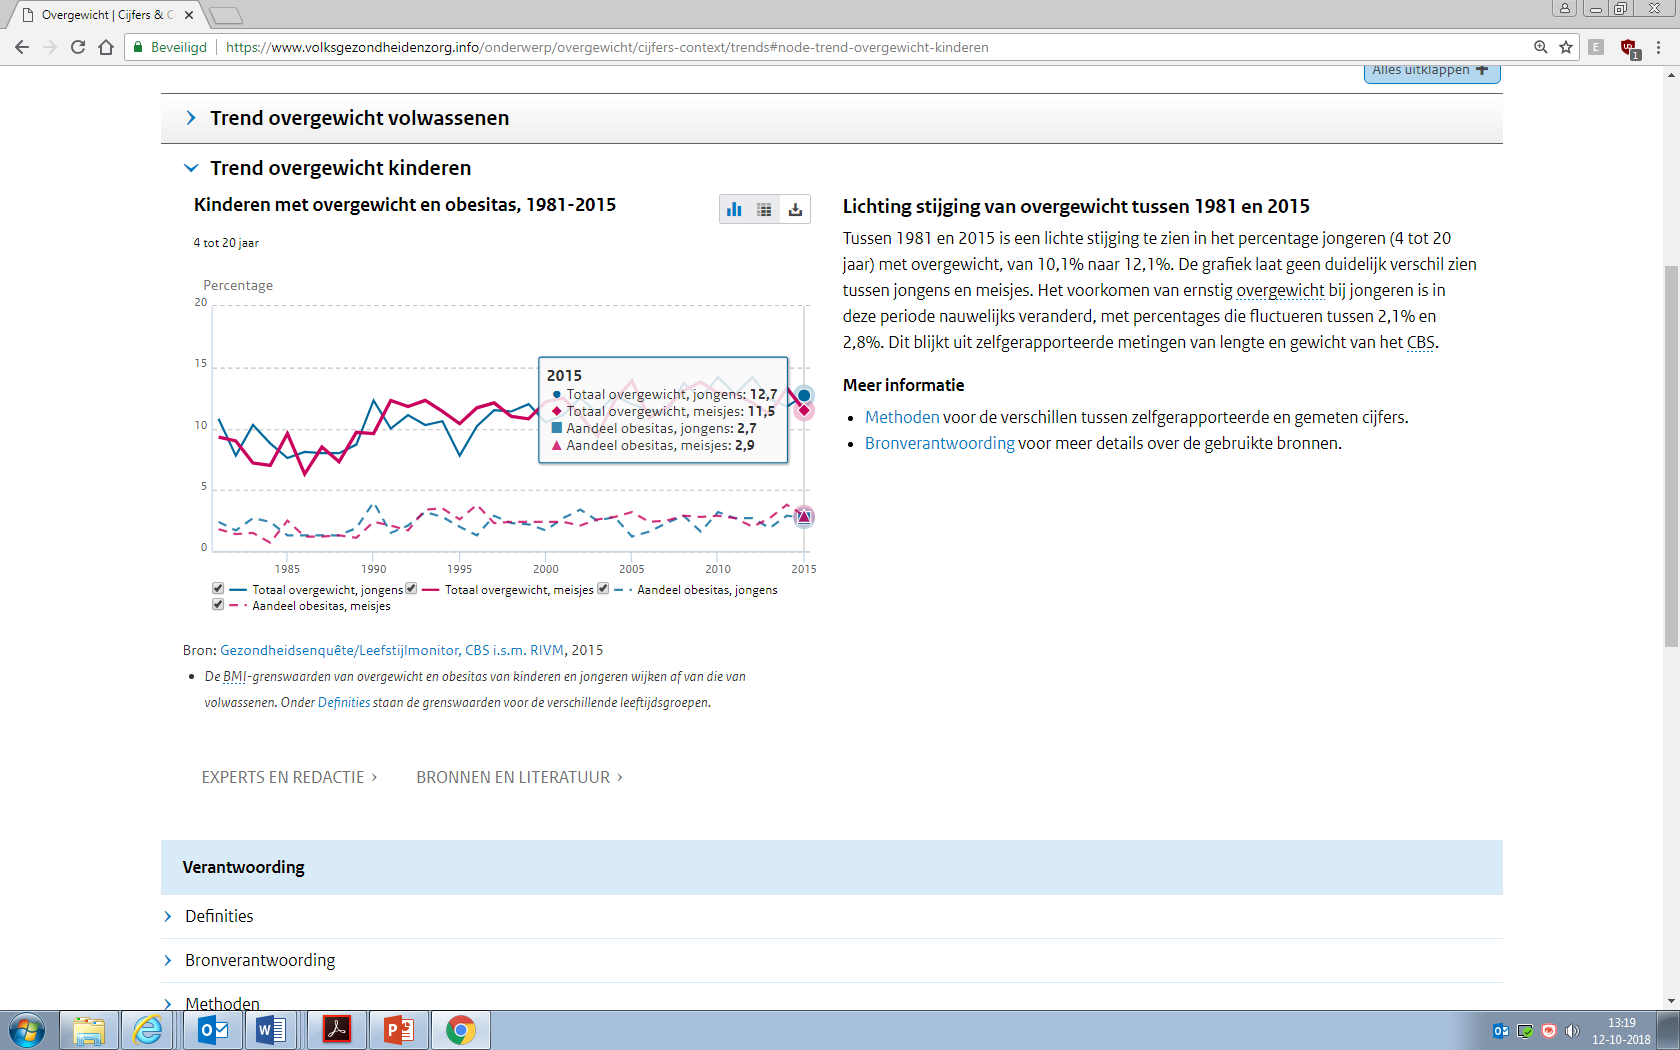 Overgewicht | Cijfers & C
Beveiligd
https://www.volksgezondheidenzorg.info/onderwerp/overgewicht/cijfers-context/trends#node-trend-overgewicht-kinderen
E
1
Alles uitklappen
Trend overgewicht volwassenen
Trend overgewicht kinderen
Kinderen met overgewicht en obesitas, 1981-2015
4 tot 20 jaar
Percentage
20
15
10
5
0
2015
Totaal overgewicht, jongens: 12,7
Totaal overgewicht, meisjes: 11,5
Aandeel obesitas, jongens: 2,7
Aandeel obesitas, meisjes: 2,9
1985 1990 1995 2000 2005 2010 2015
Totaal overgewicht, jongens Totaal overgewicht, meisjes Aandeel obesitas, jongens
Aandeel obesitas, meisjes
Bron: Gezondheidsenquête/Leefstijlmonitor, CBS i.s.m. RIVM, 2015
De BMI-grenswaarden van overgewicht en obesitas van kinderen en jongeren wijken af van die van
volwassenen. Onder Definities staan de grenswaarden voor de verschillende leeftijdsgroepen.
Lichting stijging van overgewicht tussen 1981 en 2015
Tussen 1981 en 2015 is een lichte stijging te zien in het percentage jongeren (4 tot 20
jaar) met overgewicht, van 10,1% naar 12,1%. De grafiek laat geen duidelijk verschil zien
tussen jongens en meisjes. Het voorkomen van ernstig overgewicht bij jongeren is in
deze periode nauwelijks veranderd, met percentages die fluctueren tussen 2,1% en
2,8%. Dit blijkt uit zelfgerapporteerde metingen van lengte en gewicht van het CBS.
Meer informatie
Methoden voor de verschillen tussen zelfgerapporteerde en gemeten cijfers.
Bronverantwoording voor meer details over de gebruikte bronnen.
EXPERTS EN REDACTIE BRONNEN EN LITERATUUR
Verantwoording
Definities
Bronverantwoording
Methoden
13:19
12-10-2018